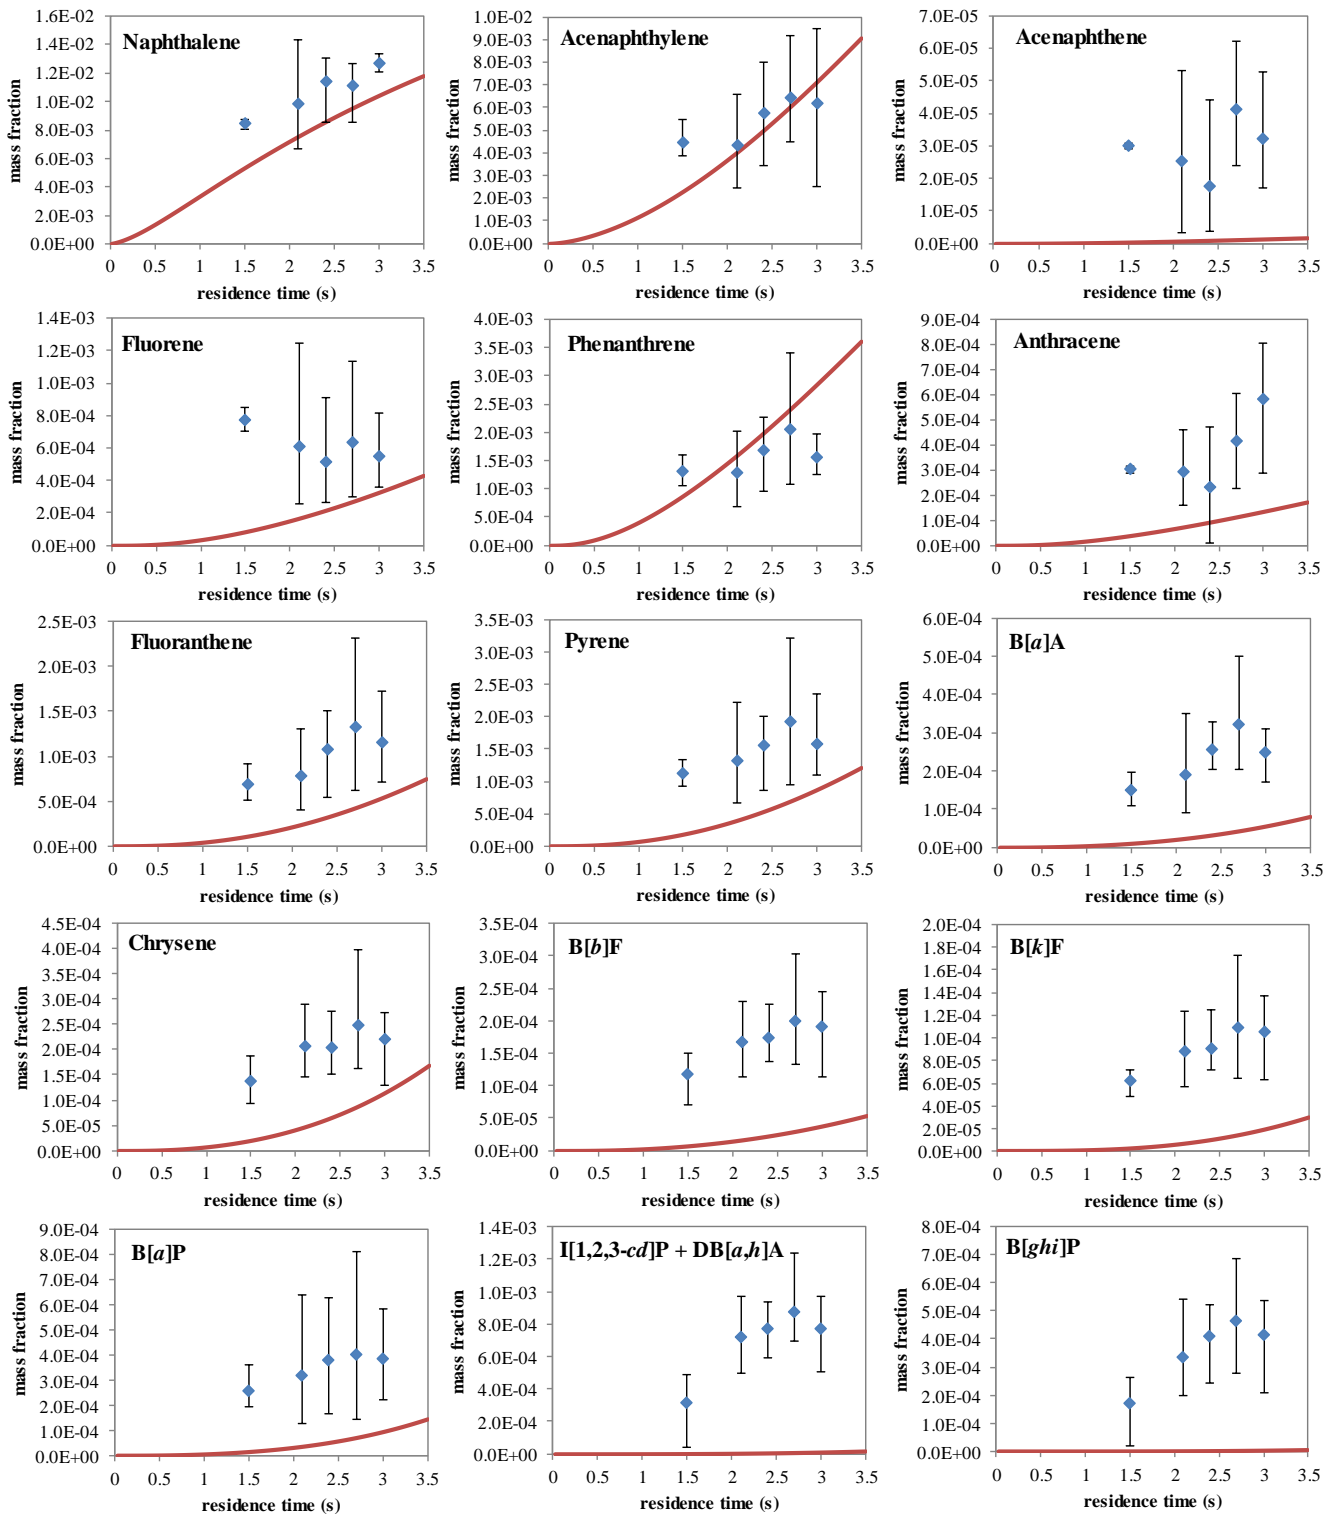 Naphthalene
mass fraction
1.6E-02
1.4E-02
1.2E-02
1.0E-02
8.0E-03
6.0E-03
4.0E-03
2.0E-03
0.0E+00
0 0.5 1 1.5 2 2.5 3 3.5
residence time (s)
Acenaphthylene
mass fraction
1.0E-02
9.0E-03
8.0E-03
7.0E-03
6.0E-03
5.0E-03
4.0E-03
3.0E-03
2.0E-03
1.0E-03
0.0E+00
0 0.5 1 1.5 2 2.5 3 3.5
residence time (s)
Acenaphthene
mass fraction
7.0E-05
6.0E-05
5.0E-05
4.0E-05
3.0E-05
2.0E-05
1.0E-05
0.0E+00
0 0.5 1 1.5 2 2.5 3 3.5
residence time (s)
Fluorene
mass fraction
1.4E-03
1.2E-03
1.0E-03
8.0E-04
6.0E-04
4.0E-04
2.0E-04
0.0E+00
0 0.5 1 1.5 2 2.5 3 3.5
residence time (s)
Phenanthrene
mass fraction
4.0E-03
3.5E-03
3.0E-03
2.5E-03
2.0E-03
1.5E-03
1.0E-03
5.0E-04
0.0E+00
0 0.5 1 1.5 2 2.5 3 3.5
residence time (s)
Anthracene
mass fraction
9.0E-04
8.0E-04
7.0E-04
6.0E-04
5.0E-04
4.0E-04
3.0E-04
2.0E-04
1.0E-04
0.0E+00
0 0.5 1 1.5 2 2.5 3 3.5
residence time (s)
Fluoranthene
mass fraction
2.5E-03
2.0E-03
1.5E-03
1.0E-03
5.0E-04
0.0E+00
0 0.5 1 1.5 2 2.5 3 3.5
residence time (s)
Pyrene
mass fraction
3.5E-03
3.0E-03
2.5E-03
2.0E-03
1.5E-03
1.0E-03
5.0E-04
0.0E+00
0 0.5 1 1.5 2 2.5 3 3.5
residence time (s)
B[a]A
mass fraction
6.0E-04
5.0E-04
4.0E-04
3.0E-04
2.0E-04
1.0E-04
0.0E+00
0 0.5 1 1.5 2 2.5 3 3.5
residence time (s)
Chrysene
mass fraction
4.5E-04
4.0E-04
3.5E-04
3.0E-04
2.5E-04
2.0E-04
1.5E-04
1.0E-04
5.0E-05
0.0E+00
0 0.5 1 1.5 2 2.5 3 3.5
residence time (s)
B[b]F
mass fraction
3.5E-04
3.0E-04
2.5E-04
2.0E-04
1.5E-04
1.0E-04
5.0E-05
0.0E+00
0 0.5 1 1.5 2 2.5 3 3.5
residence time (s)
B[k]F
mass fraction
2.0E-04
1.8E-04
1.6E-04
1.4E-04
1.2E-04
1.0E-04
8.0E-05
6.0E-05
4.0E-05
2.0E-05
0.0E+00
0 0.5 1 1.5 2 2.5 3 3.5
residence time (s)
B[a]P
mass fraction
9.0E-04
8.0E-04
7.0E-04
6.0E-04
5.0E-04
4.0E-04
3.0E-04
2.0E-04
1.0E-04
0.0E+00
0 0.5 1 1.5 2 2.5 3 3.5
residence time (s)
I[1,2,3-cd]P + DB[a,h]A
mass fraction
1.4E-03
1.2E-03
1.0E-03
8.0E-04
6.0E-04
4.0E-04
2.0E-04
0.0E+00
0 0.5 1 1.5 2 2.5 3 3.5
residence time (s)
B[ghi]P
mass fraction
8.0E-04
7.0E-04
6.0E-04
5.0E-04
4.0E-04
3.0E-04
2.0E-04
1.0E-04
0.0E+00
0 0.5 1 1.5 2 2.5 3 3.5
residence time (s)